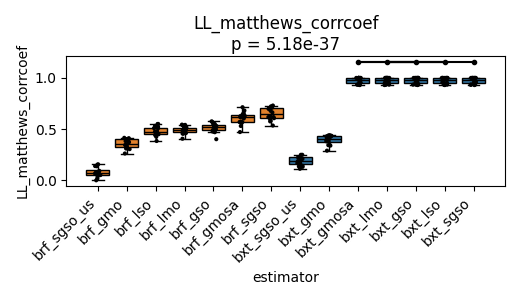 LL_matthews_corrcoef
p = 5.18e-37
LL_matthews_corrcoef
1.0
0.5
0.0
brf_sgso_us
brf_gmo
brf_lso
brf_lmo
brf_gso
brf_gmosa
brf_sgso
bxt_sgso_us
bxt_gmo
bxt_gmosa
bxt_lmo
bxt_gso
bxt_lso
bxt_sgso
estimator